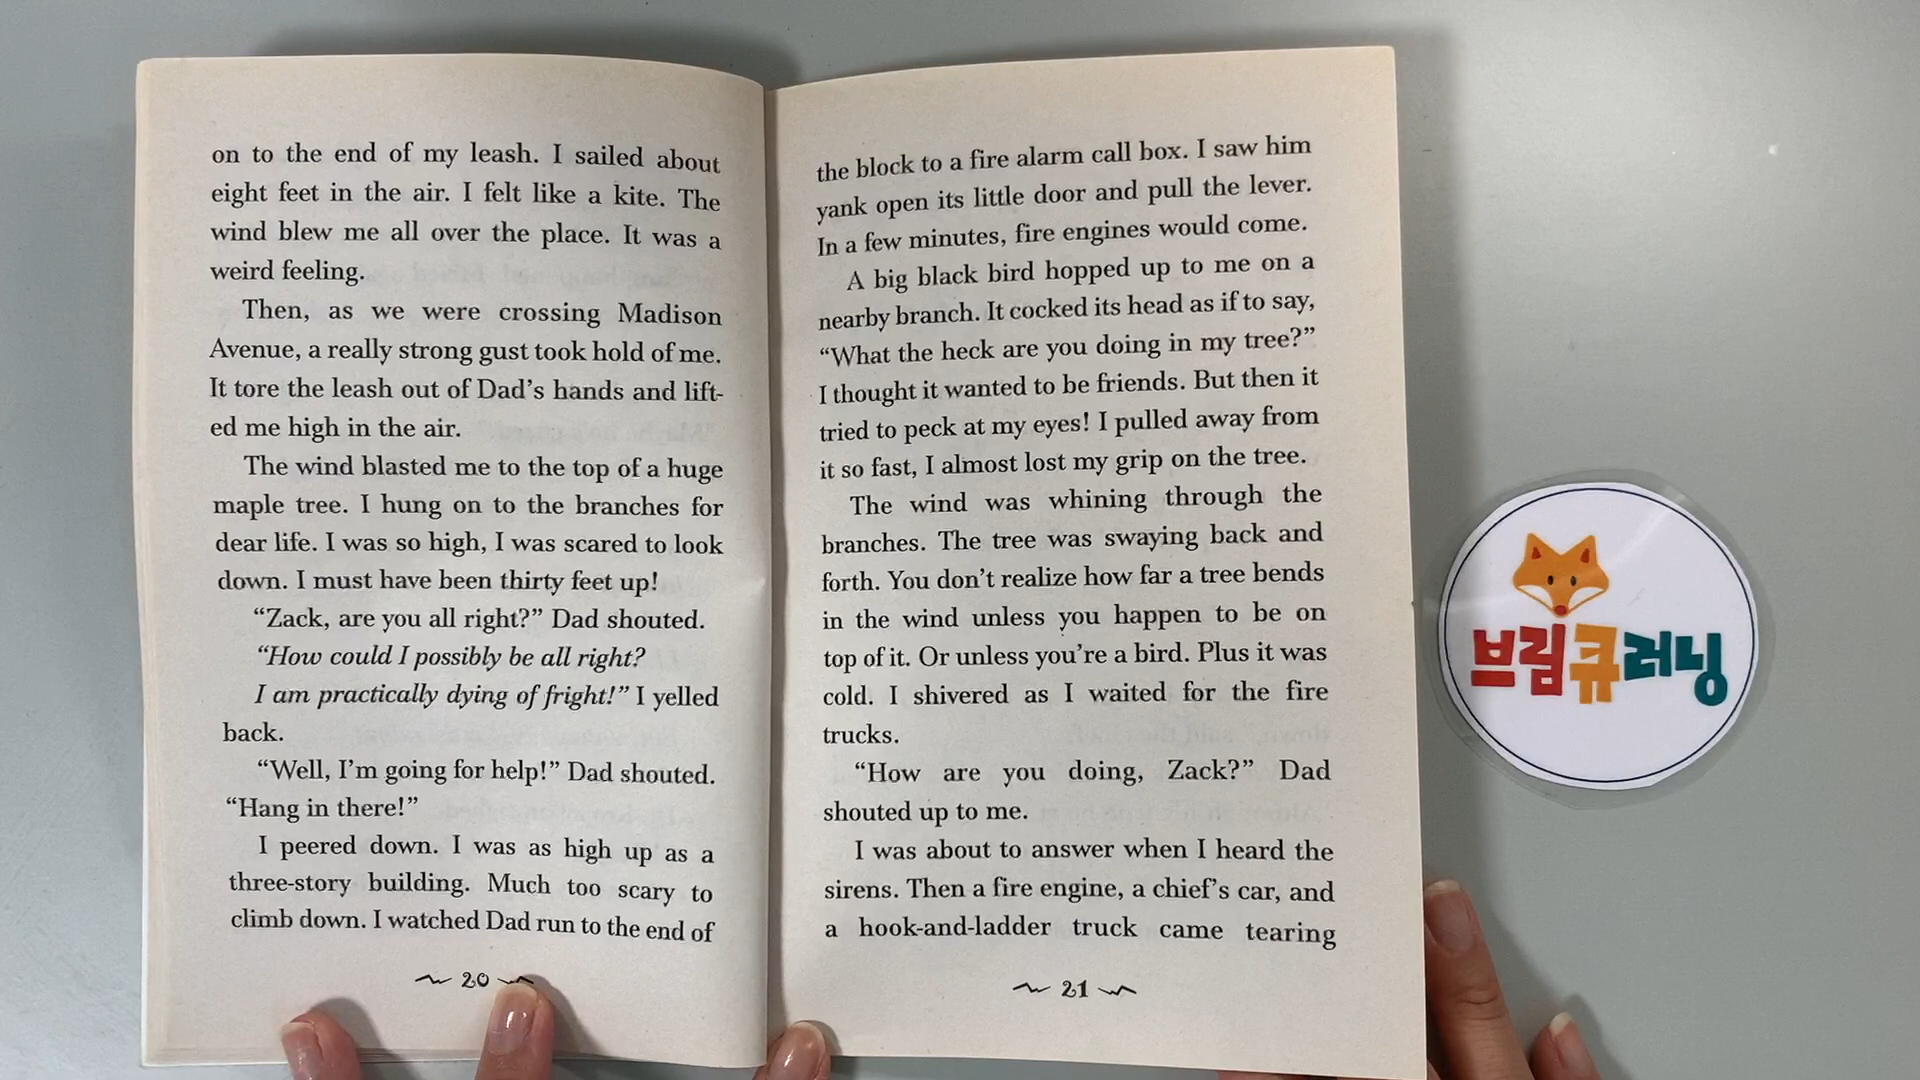 on to the end of my leash. I sailed about
eight feet in the air. I felt like a kite. The
wind blew me all over the place. It was a
weird feeling.
Then, as we were crossing Madison
Avenue, a really strong gust took hold of me.
It tore the leash out of Dad’s hands and lift-
ed me high in the air.
The wind blasted me to the top of a huge
maple tree. I hung on to the branches for
dear life. I was so high, I was scared to look
down. I must have been thirty feet up!
“Zack, are you all right?” Dad shouted.
“How could I possibly be all right?
I am practically dying of fright!” I yelled
back.
“Well, I’m going for help!” Dad shouted.
“Hang in there!”
I peered down. I was as high up as a
three-story building. Much too scary to
climb down. I watched Dad run to the end of
20
the block to a fire alarm call box. I saw him
yank open its little door and pull the lever.
In a few minutes, fire engines would come.
A big black bird hopped up to me on a
nearby branch. It cocked its head as if to say,
“What the heck are you doing in my tree?”
I thought it wanted to be friends. But then it
tried to peck at my eyes! I pulled away from
it so fast, I almost lost my grip on the tree.
The wind was whining through the
branches. The tree was swaying back and
forth. You don’t realize how far a tree bends
in the wind unless you happen to be on
top of it. Or unless you’re a bird. Plus it was
cold. I shivered as I waited for the fire
trucks.
“How are you doing, Zack?” Dad
shouted up to me.
I was about to answer when I heard the
sirens. Then a fire engine, a chief’s car, and
a hook-and-ladder truck came tearing
21
브림큐러닝